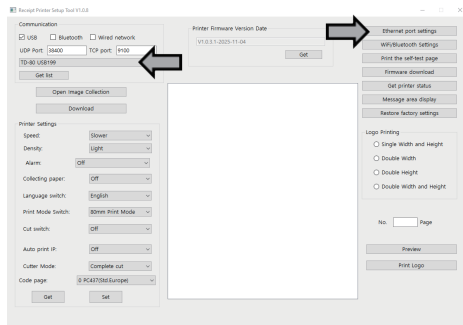 Receipt Printer Setup Tool V1.0.8
Communication
USB Bluetooth Wired network
UDP Port: 38400 TCP port: 9100
TD-80 USB199
Get list
Open Image Collection
Download
Printer Settings
Speed: Slower
Density: Light
Alarm: Off
Collecting paper: Off
Language switch: English
Print Mode Switch: 80mm Print Mode
Cut switch: Off
Auto print IP: Off
Cutter Mode: Complete cut
Code page: 0 PC437(Std.Europe)
Get Set
Printer Firmware Version Date
V1.0.3.1-2025-11-04
Get
Ethernet port settings
WiFi/Bluetooth Settings
Print the self-test page
Firmware download
Get printer status
Message area display
Restore factory settings
Logo Printing
Single Width and Height
Double Width
Double Height
Double Width and Height
No. Page
Preview
Print Logo